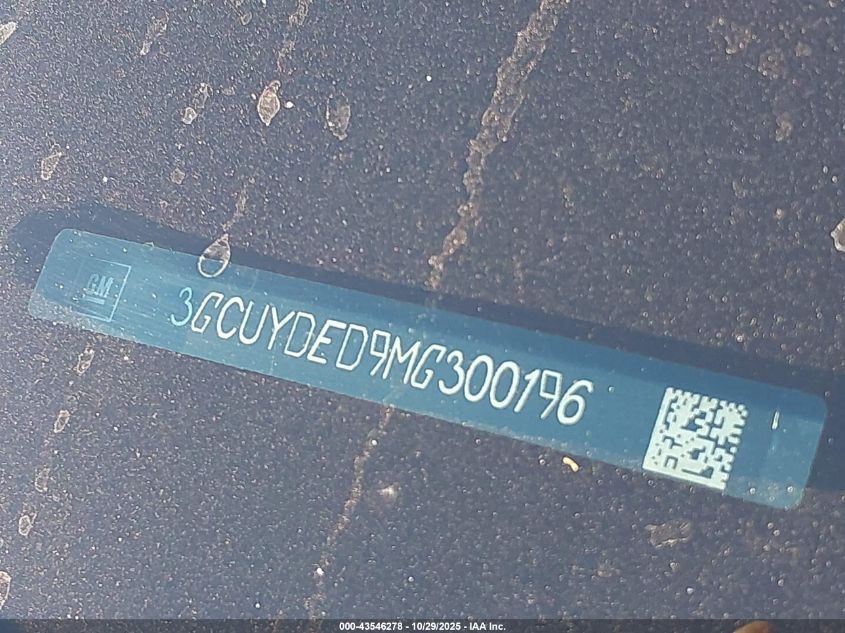 GM
3GCUYDED9MG300196
000-43546278 - 10/29/2025 - IAA Inc.